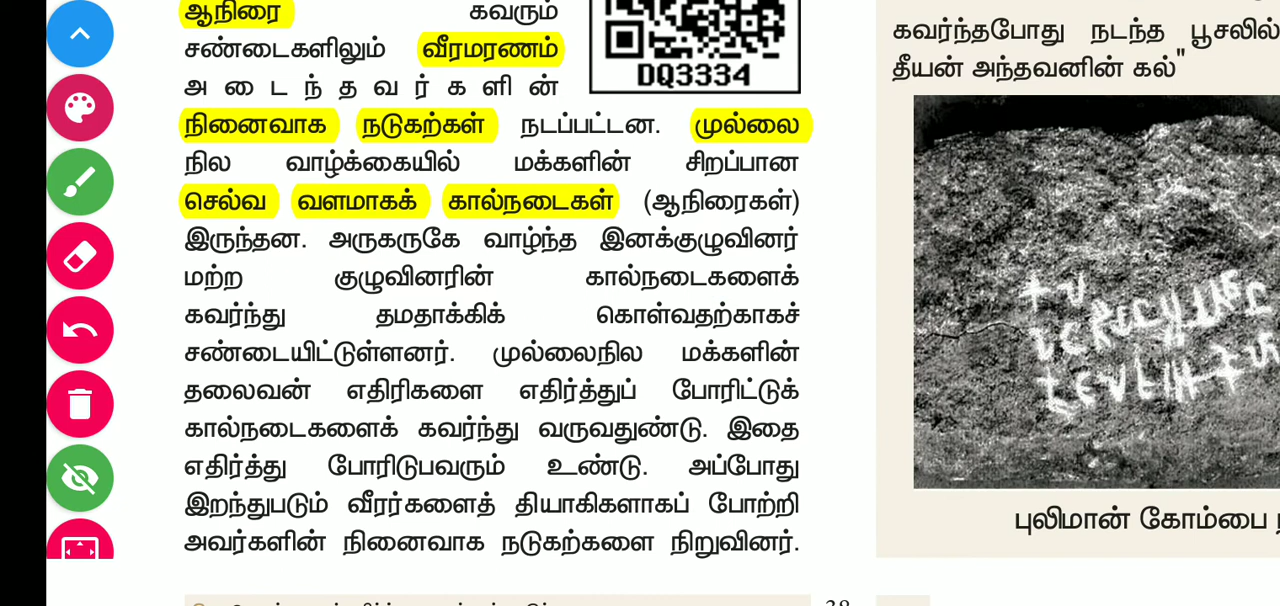 ஆநிரை கவரும்
சண்டைகளிலும் வீரமரணம்
அடைந்தவர்களின்
நினைவாக நடுகற்கள் நடப்பட்டன. முல்லை
நில வாழ்க்கையில் மக்களின் சிறப்பான
செல்வ வளமாகக் கால்நடைகள் (ஆநிரைகள்)
இருந்தன. அருகருகே வாழ்ந்த இனக்குழுவினர்
மற்ற குழுவினரின் கால்நடைகளைக்
கவர்ந்து தமதாக்கிக் கொள்வதற்காகச்
சண்டையிட்டுள்ளனர். முல்லைநில மக்களின்
தலைவன் எதிரிகளை எதிர்த்துப் போரிட்டுக்
கால்நடைகளைக் கவர்ந்து வருவதுண்டு. இதை
எதிர்த்து போரிடுபவரும் உண்டு. அப்போது
இறந்துபடும் வீரர்களைத் தியாகிகளாகப் போற்றி
அவர்களின் நினைவாக நடுகற்களை நிறுவினர்.
DQ3334
கவர்ந்தபோது நடந்த பூசலில்
தீயன் அந்தவனின் கல்"
புலிமான் கோம்பை
38